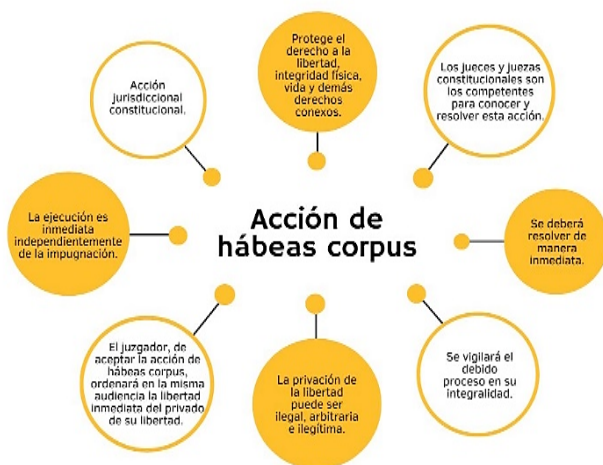 Protege el
derecho a la
libertad,
integridad física,
vida y demás
derechos
conexos.
Acción
jurisdiccional
constitucional.
Los jueces y juezas
constitucionales son
los competentes
para conocer y
resolver esta acción.
La ejecución es
inmediata
independientemente
de la impugnación.
Acción de
hábeas corpus
Se deberá
resolver de
manera
inmediata.
El juzgador, de
aceptar la acción de
hábeas corpus,
ordenará en la misma
audiencia la libertad
inmediata del privado
de su libertad.
La privación de
la libertad
puede ser
ilegal, arbitraria
e ilegítima.
Se vigilará el
debido
proceso en su
integralidad.